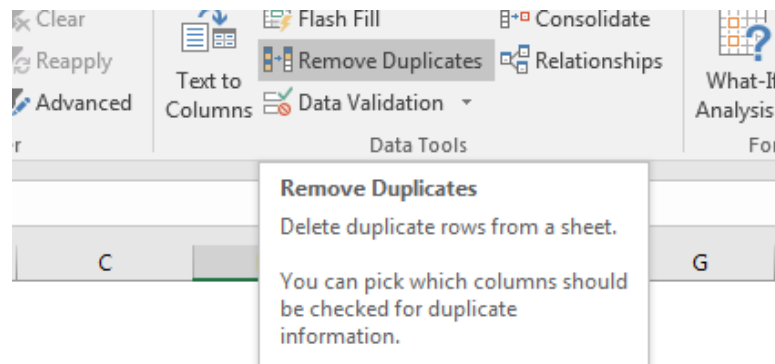 Clear
Flash Fill
Consolidate
Reapply
Remove Duplicates
Relationships
Text to
Columns
What-If
Analysis
Advanced
Data Validation
Data Tools
Remove Duplicates
Delete duplicate rows from a sheet.
You can pick which columns should
be checked for duplicate
information.
C
G